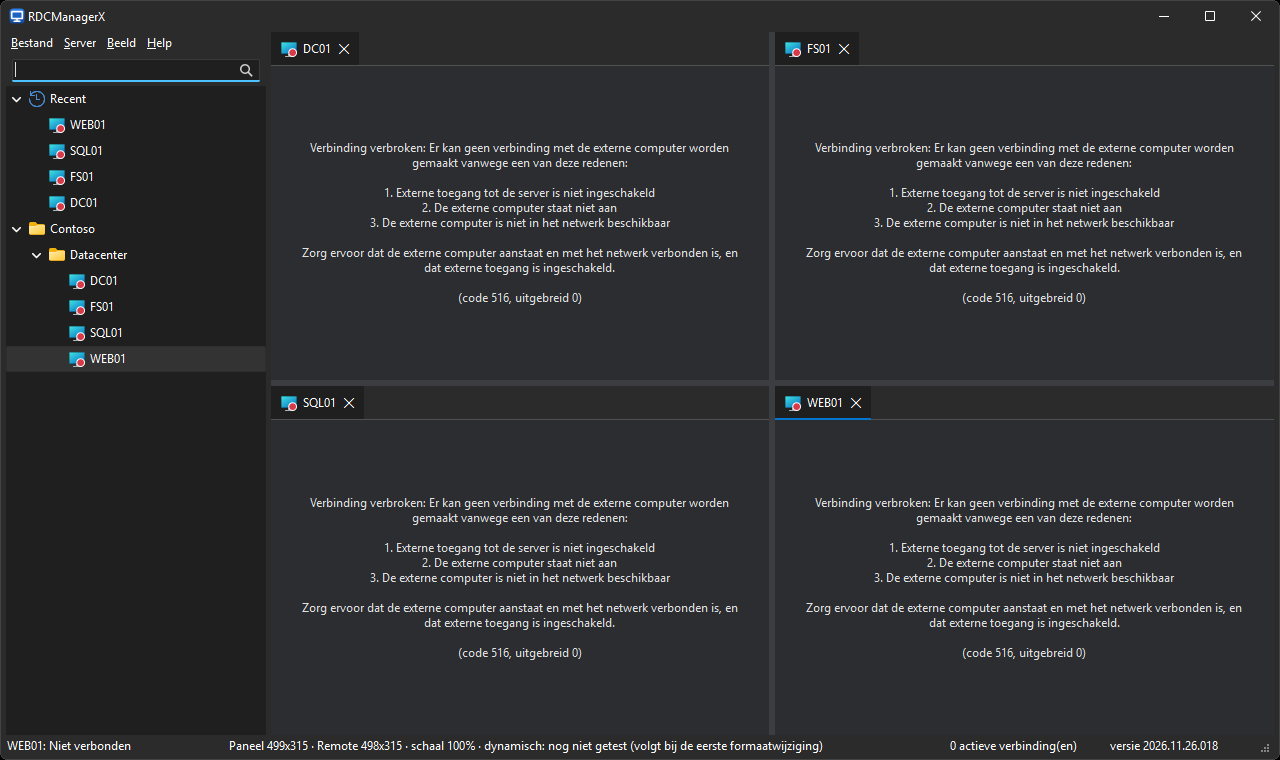 RDCManagerX
Bestand Server Beeld Help
Recent
WEB01
SQL01
FS01
DC01
Contoso
Datacenter
DC01
FS01
SQL01
WEB01
DC01
Verbinding verbroken: Er kan geen verbinding met de externe computer worden
gemaakt vanwege een van deze redenen:
1. Externe toegang tot de server is niet ingeschakeld
2. De externe computer staat niet aan
3. De externe computer is niet in het netwerk beschikbaar
Zorg ervoor dat de externe computer aanstaat en met het netwerk verbonden is, en
dat externe toegang is ingeschakeld.
(code 516, uitgebreid 0)
FS01
Verbinding verbroken: Er kan geen verbinding met de externe computer worden
gemaakt vanwege een van deze redenen:
1. Externe toegang tot de server is niet ingeschakeld
2. De externe computer staat niet aan
3. De externe computer is niet in het netwerk beschikbaar
Zorg ervoor dat de externe computer aanstaat en met het netwerk verbonden is, en
dat externe toegang is ingeschakeld.
(code 516, uitgebreid 0)
SQL01
Verbinding verbroken: Er kan geen verbinding met de externe computer worden
gemaakt vanwege een van deze redenen:
1. Externe toegang tot de server is niet ingeschakeld
2. De externe computer staat niet aan
3. De externe computer is niet in het netwerk beschikbaar
Zorg ervoor dat de externe computer aanstaat en met het netwerk verbonden is, en
dat externe toegang is ingeschakeld.
(code 516, uitgebreid 0)
WEB01
Verbinding verbroken: Er kan geen verbinding met de externe computer worden
gemaakt vanwege een van deze redenen:
1. Externe toegang tot de server is niet ingeschakeld
2. De externe computer staat niet aan
3. De externe computer is niet in het netwerk beschikbaar
Zorg ervoor dat de externe computer aanstaat en met het netwerk verbonden is, en
dat externe toegang is ingeschakeld.
(code 516, uitgebreid 0)
WEB01: Niet verbonden Paneel 499x315 · Remote 498x315 · schaal 100% · dynamisch: nog niet getest (volgt bij de eerste formaatwijziging) 0 actieve verbinding(en) versie 2026.11.26.018